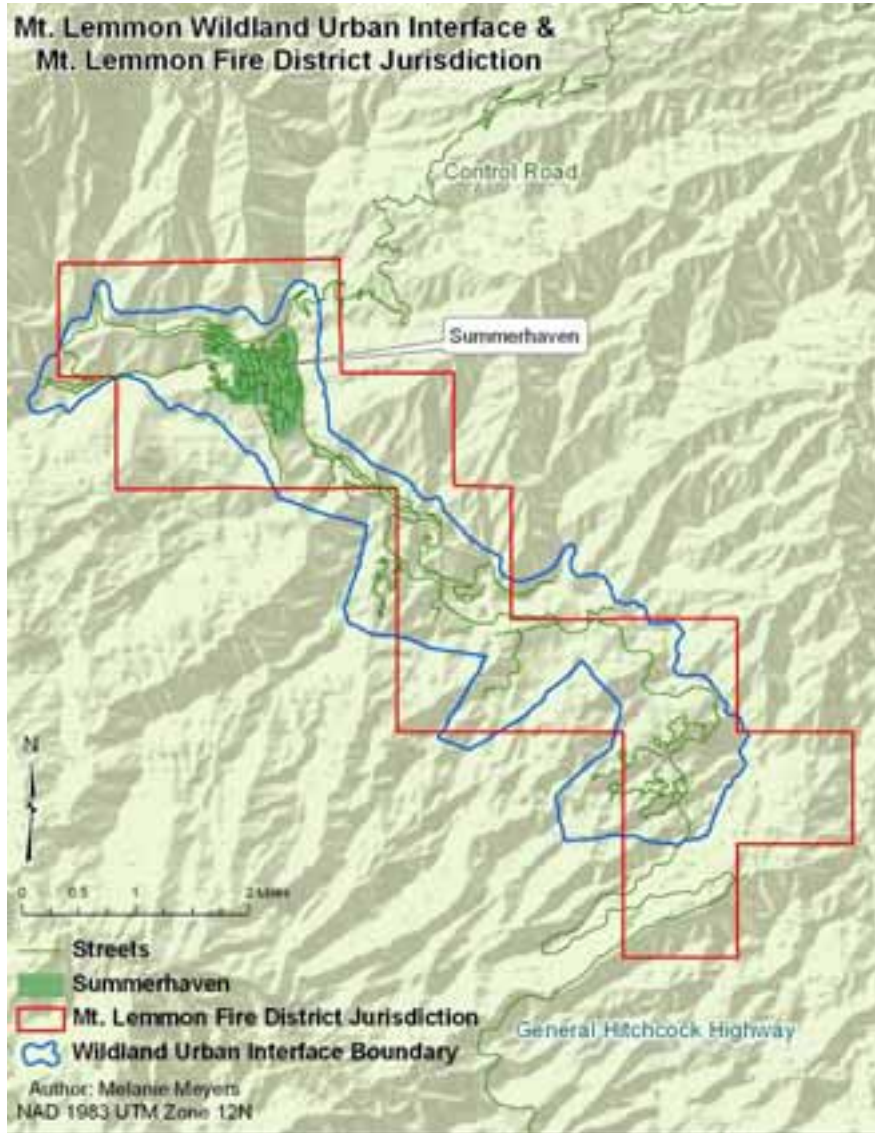 Mt. Lemmon Wildland Urban Interface &
Mt. Lemmon Fire District Jurisdiction
Control Road
Summerhaven
N
0 0.5 1 2 Miles
Streets
Summerhaven
Mt. Lemmon Fire District Jurisdiction
Wildland Urban Interface Boundary
General Hitchcock Highway
Author: Melanie Meyers
NAD 1983 UTM Zone 12N